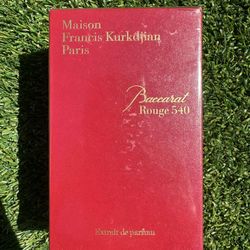 Maison
Francis Kurkdjian
Paris
Baccarat
Rouge 540
Extrait de parfum